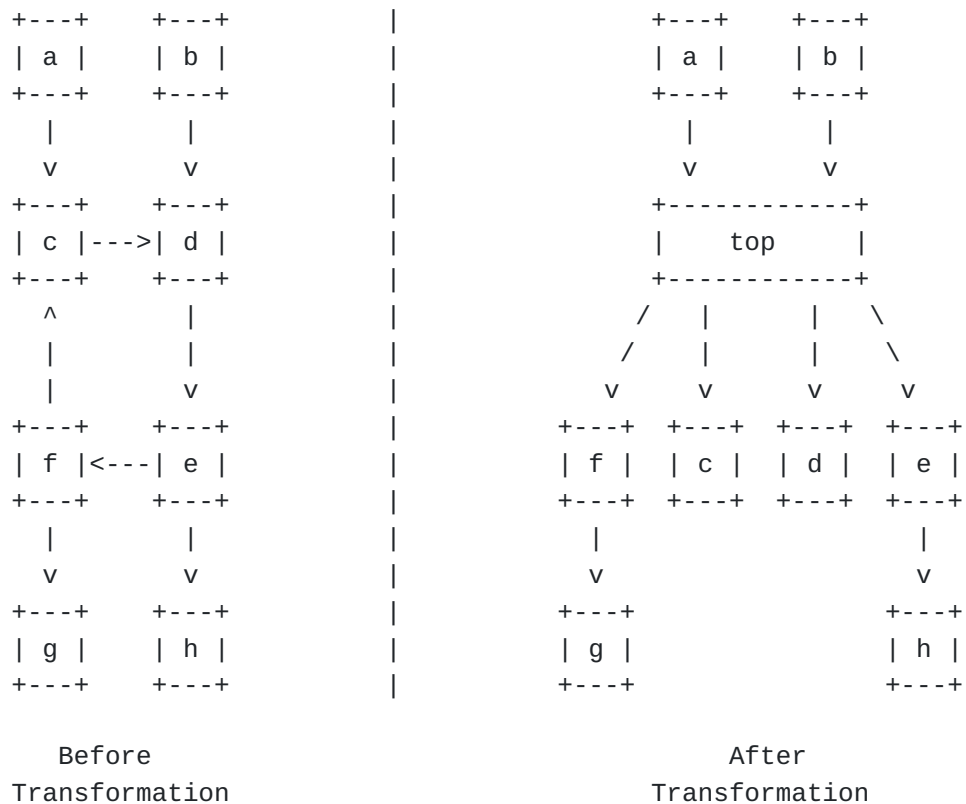 +---+    +---+          |                +---+    +---+
| a |    | b |          |                | a |    | b |
+---+    +---+          |                +---+    +---+
  |        |            |                  |        |
  v        v            |                  v        v
+---+    +---+          |                +------------+
| c |--->| d |          |                |    top     |
+---+    +---+          |                +------------+
  ^        |            |               /   |      |   \
  |        |            |              /    |      |    \
  |        v            |             v     v      v     v
+---+    +---+          |          +---+  +---+  +---+  +---+
| f |<---| e |          |          | f |  | c |  | d |  | e |
+---+    +---+          |          +---+  +---+  +---+  +---+
  |        |            |            |                    |
  v        v            |            v                    v
+---+    +---+          |          +---+                +---+
| g |    | h |          |          | g |                | h |
+---+    +---+          |          +---+                +---+
   Before                                     After
Transformation                           Transformation